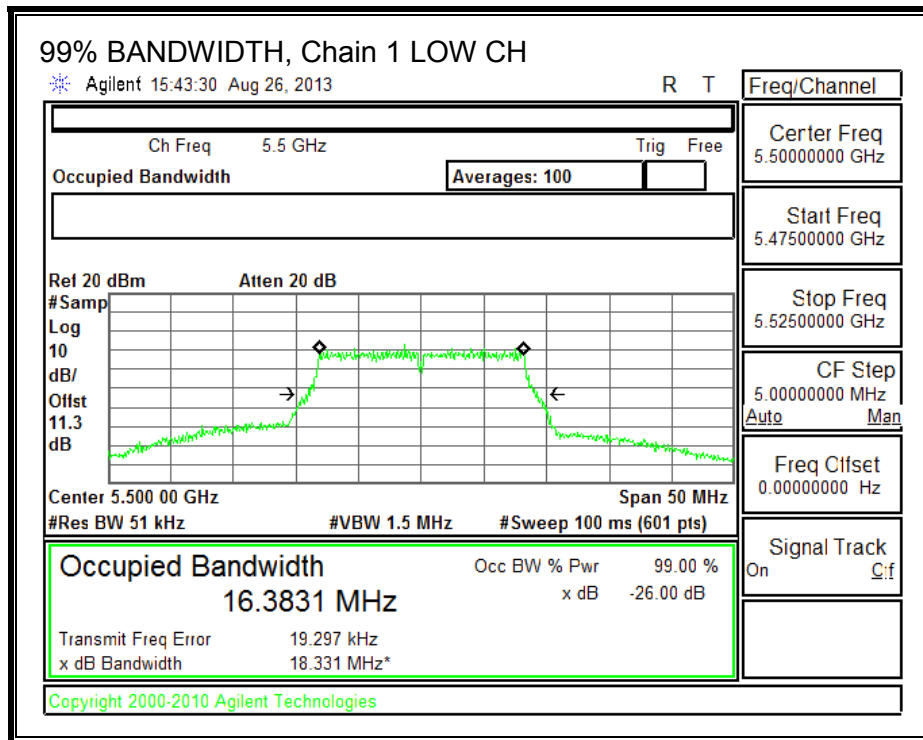 99% BANDWIDTH, Chain 1 LOW CH
Agilent 15:43:30 Aug 26, 2013 R T
Freq/Channel
Ch Freq 5.5 GHz Trig Free
Occupied Bandwidth Averages: 100
Center Freq
5.50000000 GHz
Start Freq
5.47500000 GHz
Stop Freq
5.52500000 GHz
CF Step
5.00000000 MHz
Auto Man
Freq Offset
0.00000000 Hz
Signal Track
On Off
Ref 20 dBm Atten 20 dB
#Samp
Log
10
dB/
Offst
11.3
dB
Center 5.500 00 GHz Span 50 MHz
#Res BW 51 kHz #VBW 1.5 MHz #Sweep 100 ms (601 pts)
Occupied Bandwidth Occ BW % Pwr 99.00 %
16.3831 MHz x dB -26.00 dB
Transmit Freq Error 19.297 kHz
x dB Bandwidth 18.331 MHz*
Copyright 2000-2010 Agilent Technologies